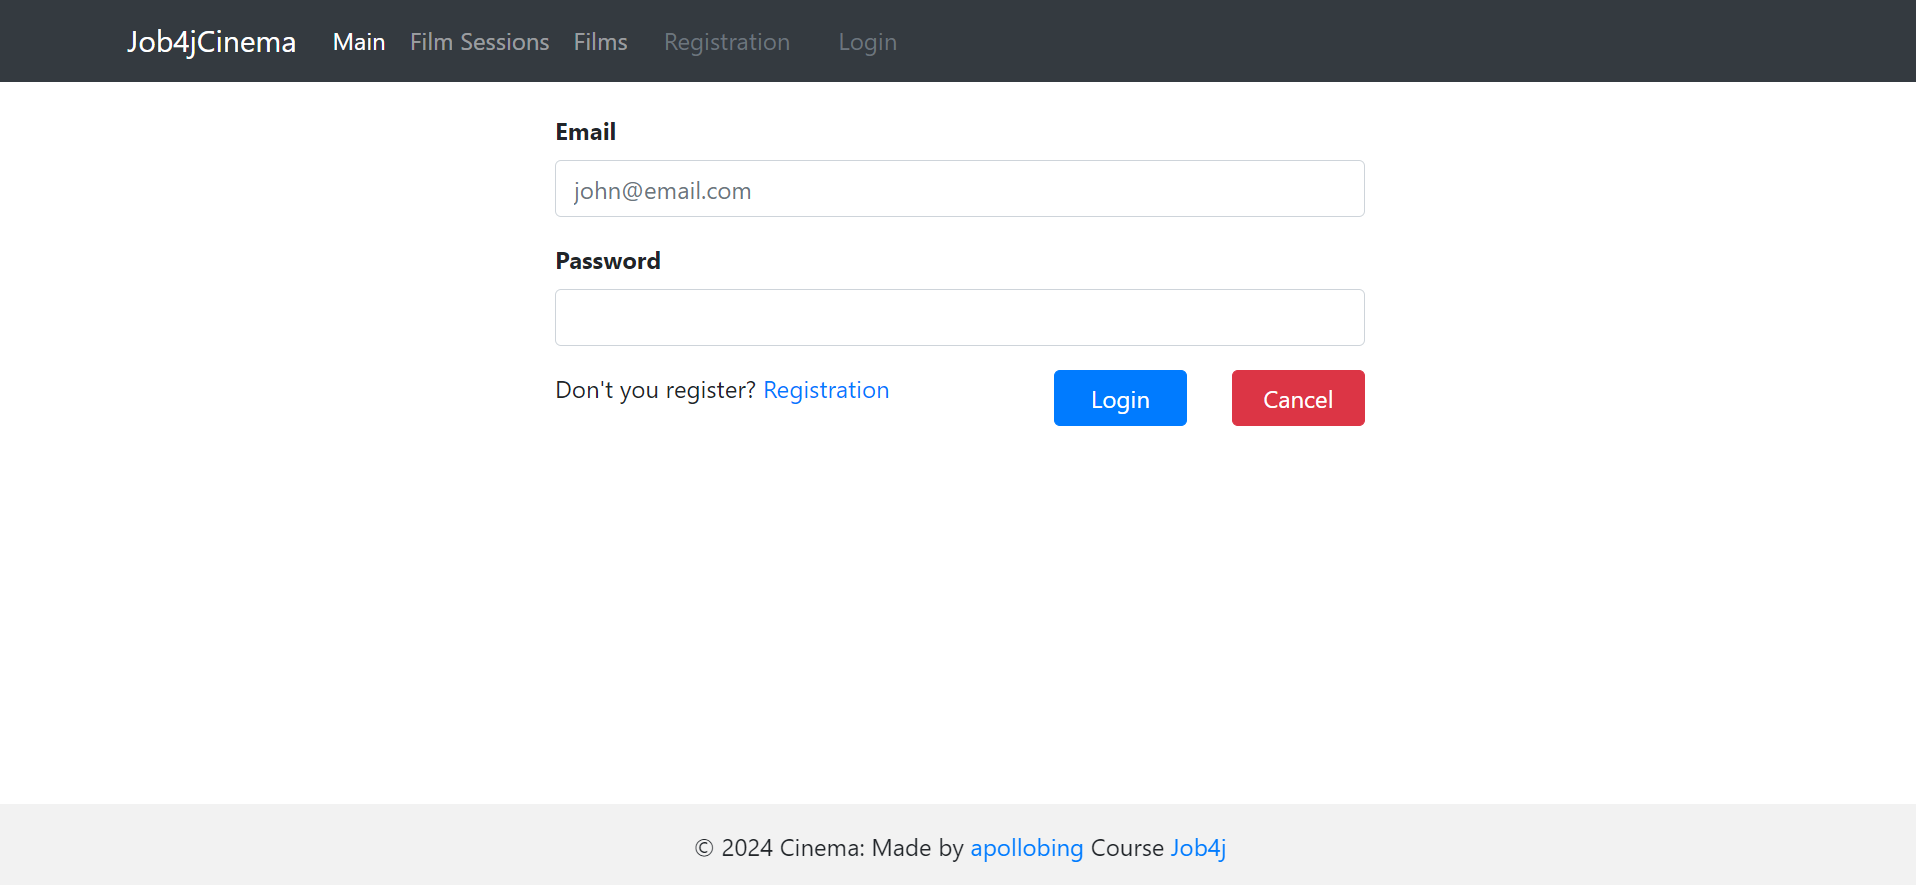 Job4jCinema Main Film Sessions Films Registration Login
Email
john@email.com
Password
Don't you register? Registration Login Cancel
© 2024 Cinema: Made by apollobing Course Job4j